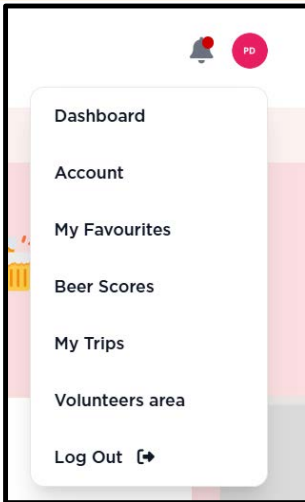 PD
Dashboard
Account
My Favourites
Beer Scores
My Trips
Volunteers area
Log Out